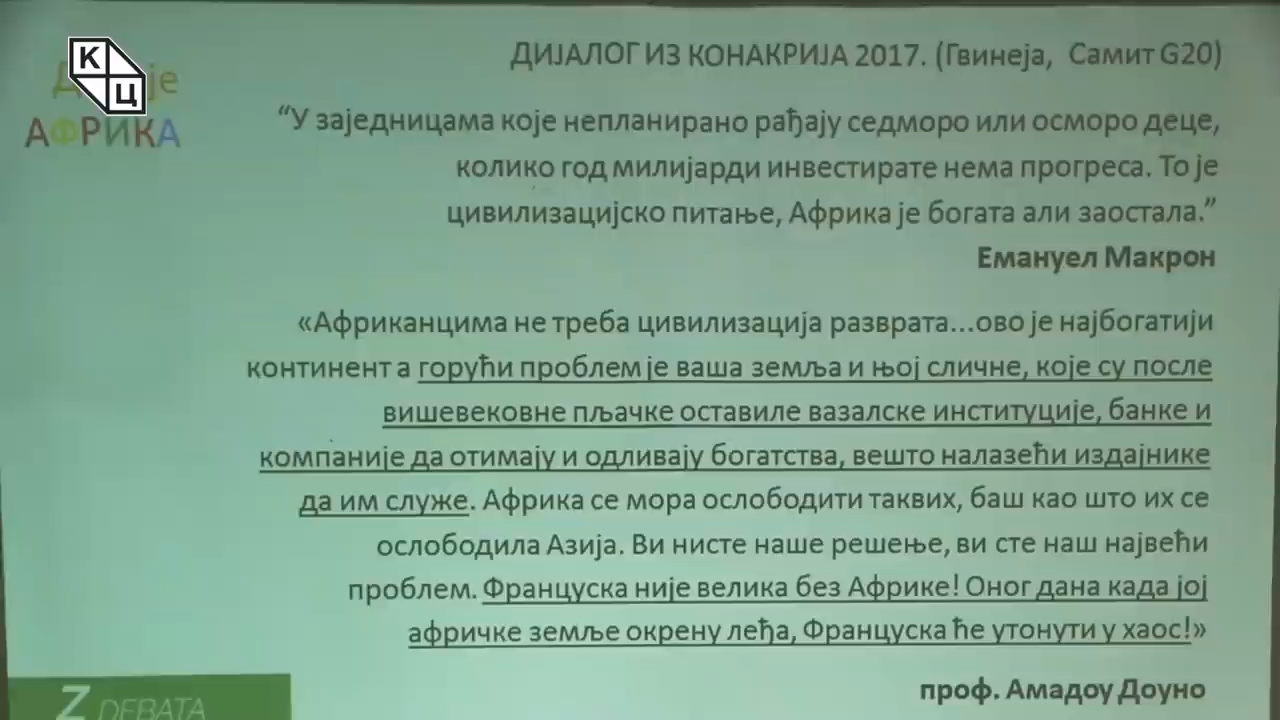 К
Ц
је
АФРИКА
ДИЈАЛОГ ИЗ КОНАКРИЈА 2017. (Гвинеја, Самит G20)
“У заједницама које непланирано рађају седморо или осморо деце,
колико год милијарди инвестирате нема прогреса. То је
цивилизацијско питање, Африка је богата али заостала.”
Емануел Макрон
«Африканцима не треба цивилизација разврата...ово је најбогатији
континент а горући проблем је ваша земља и њој сличне, које су после
вишевековне пљачке оставиле вазалске институције, банке и
компаније да отимају и одливају богатства, вешто налазећи издајнике
да им служе. Африка се мора ослободити таквих, баш као што их се
ослободила Азија. Ви нисте наше решење, ви сте наш највећи
проблем. Француска није велика без Африке! Оног дана када јој
афричке земље окрену леђа, Француска ће утонути у хаос!»
проф. Амадоу Доуно
Z DEBATA